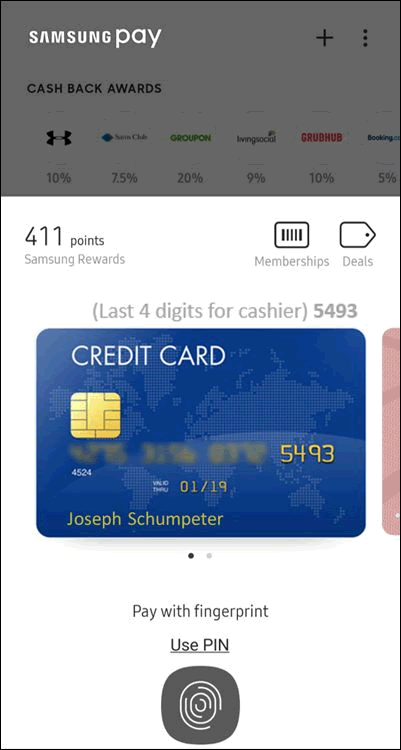 SAMSUNG pay
CASH BACK AWARDS
Sam's Club GROUPON livingsocial GRUBHUB Booking.co
10% 7.5% 20% 9% 10% 5%
411 points
Samsung Rewards
Memberships Deals
(Last 4 digits for cashier) 5493
CREDIT CARD
5493
4524
VALID THRU 01/19
Joseph Schumpeter
Pay with fingerprint
Use PIN